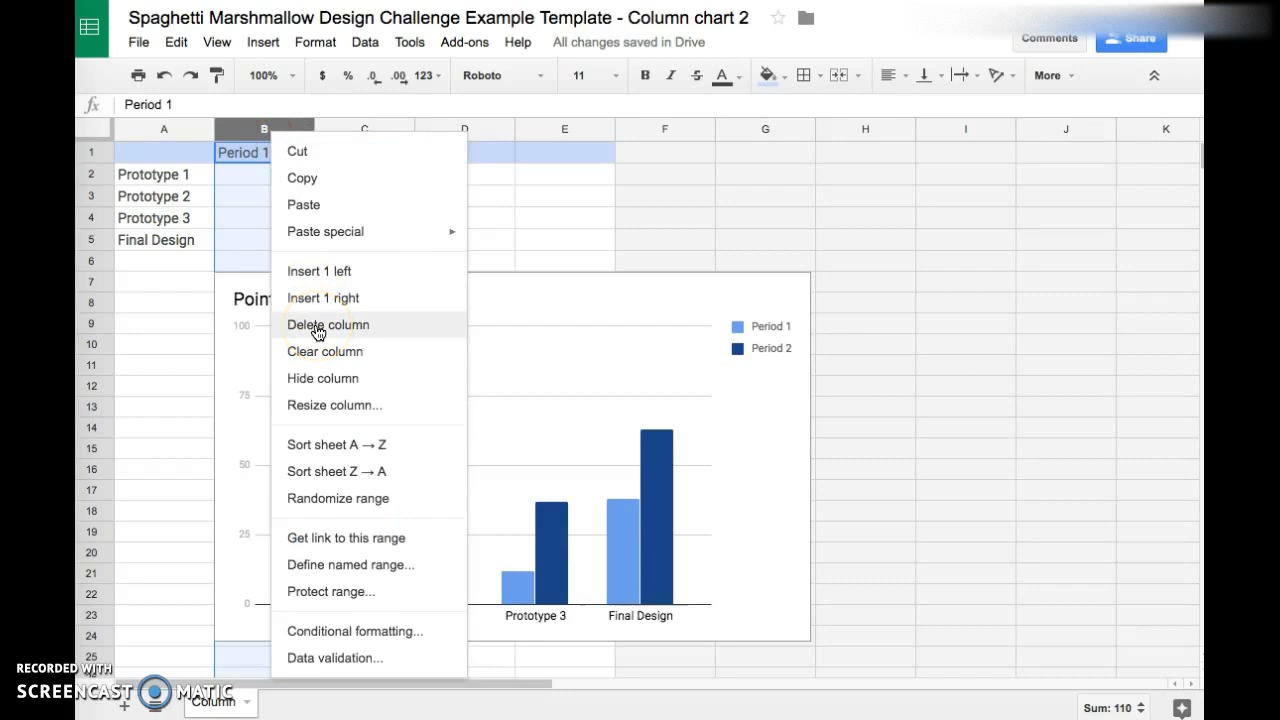 Spaghetti Marshmallow Design Challenge Example Template - Column chart 2
File Edit View Insert Format Data Tools Add-ons Help All changes saved in Drive
Comments Share
100% $ % .0 .00 123 Roboto 11 B I S A More
fx Period 1
A B C D E F G H I J K
1 Period 1
2 Prototype 1
3 Prototype 2
4 Prototype 3
5 Final Design
6
7
8
9
10
11
12
13
14
15
16
17
18
19
20
21
22
23
24
25
Cut
Copy
Paste
Paste special
Insert 1 left
Insert 1 right
Delete column
Clear column
Hide column
Resize column...
Sort sheet A → Z
Sort sheet Z → A
Randomize range
Get link to this range
Define named range...
Protect range...
Conditional formatting...
Data validation...
100
75
50
25
0
Period 1
Period 2
Prototype 3 Final Design
RECORDED WITH
SCREENCAST MATIC
Column
Sum: 110